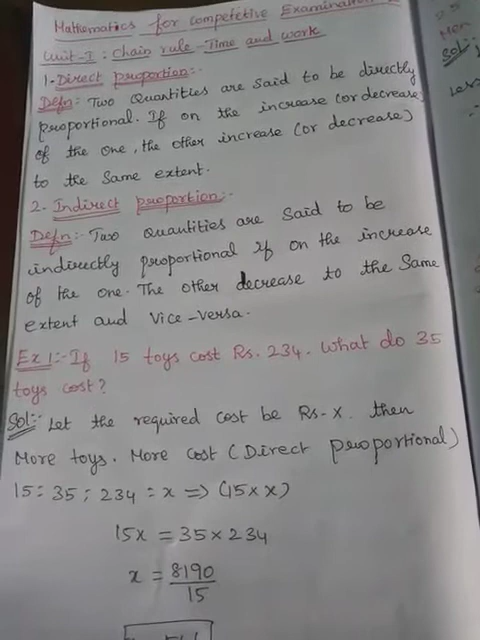 Mathematics for competetive Examination
Unit-I : Chain rule - Time and work
1. Direct proportion:-
Defn: Two Quantities are said to be directly
proportional. If on the increase (or decrease
of the one, the other increase (or decrease)
to the same extent.
2. Indirect proportion:-
Defn:- Two Quantities are said to be
indirectly proportional If on the increase
of the one. The other decrease to the same
extent and Vice-Versa.
Ex 1:- If 15 toys cost Rs. 234. What do 35
toys cost?
Sol:- Let the required cost be Rs-x. then
More toys. More cost (Direct proportional)
15 : 35 ; 234 : x => (15 × x)
15x = 35 × 234
x = 8190
15
Men
Sol:
Less